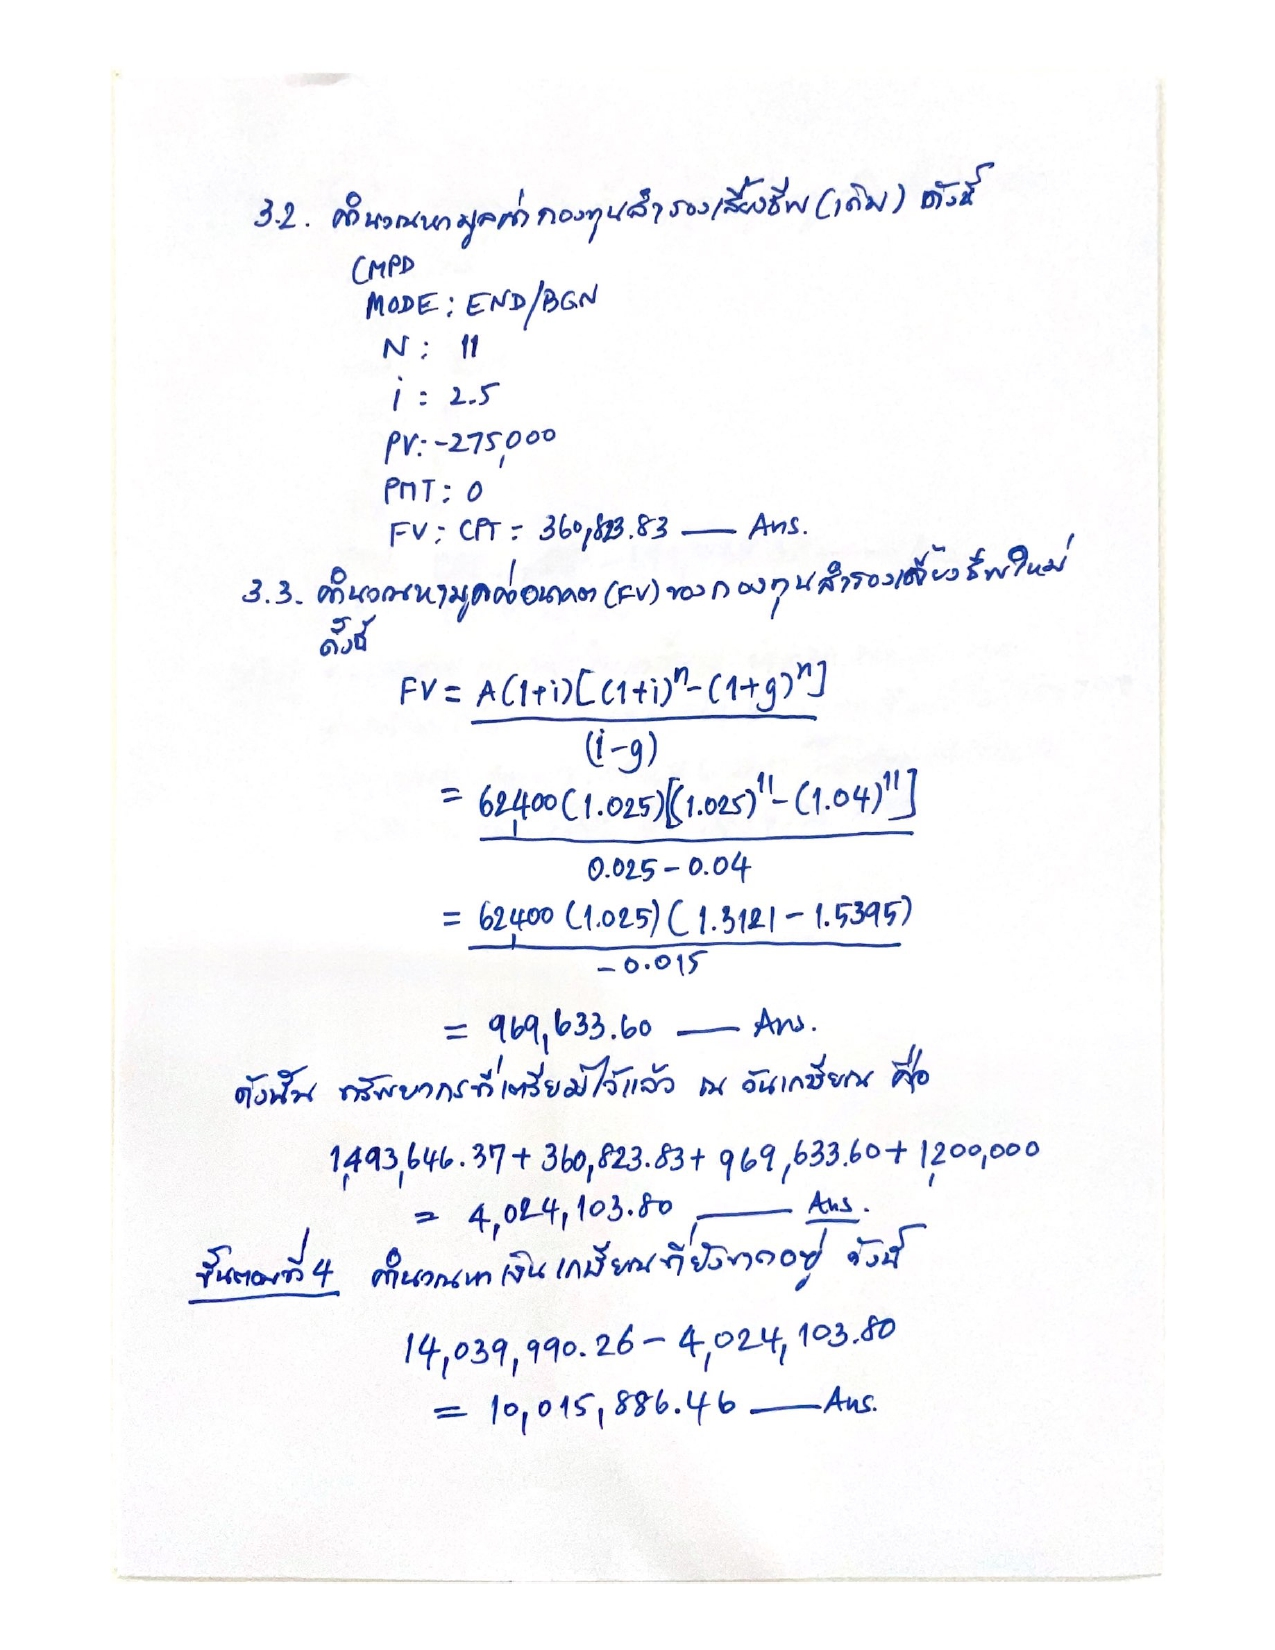 3.2. คำนวณหามูลค่ากองทุนสำรองเลี้ยงชีพ (เดิม) ดังนี้
CMPD
MODE : END/BGN
N : 11
i : 2.5
PV: -275,000
PMT : 0
FV : CPT = 360,823.83 — Ans.
3.3. คำนวณหามูลค่าอนาคต (FV) ของกองทุนสำรองเลี้ยงชีพใหม่
ดังนี้
FV = A(1+i)[(1+i)ⁿ-(1+g)ⁿ]
(i-g)
= 62,400(1.025)[(1.025)¹¹-(1.04)¹¹]
0.025-0.04
= 62,400 (1.025) (1.3121-1.5395)
-0.015
= 969,633.60 — Ans.
ดังนั้น ทรัพยากรที่เตรียมไว้แล้ว ณ วันเกษียณ คือ
1,493,646.37+360,823.83+969,633.60+1,200,000
= 4,024,103.80 — Ans.
ขั้นตอนที่ 4 คำนวณหาเงินเกษียณที่ยังขาดอยู่ ดังนี้
14,039,990.26-4,024,103.80
= 10,015,886.46 — Ans.